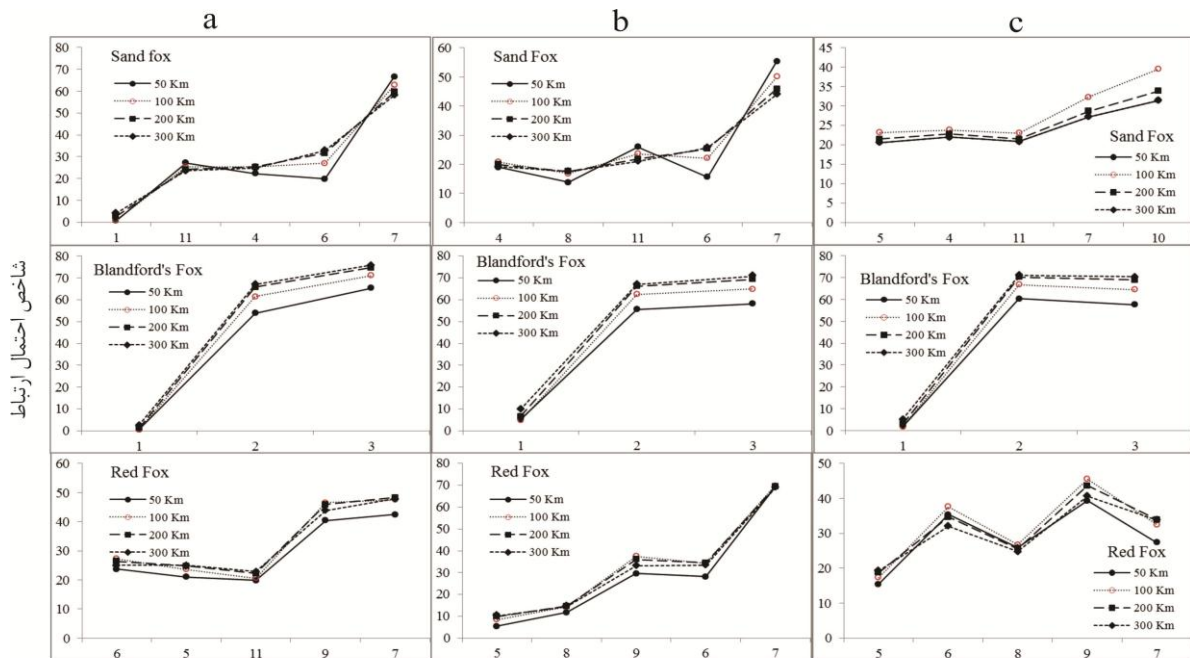 a
b
c
شاخص احتمال ارتباط
Sand fox
50 Km
100 Km
200 Km
300 Km
80
70
60
50
40
30
20
10
0
1 11 4 6 7
Sand Fox
50 Km
100 Km
200 Km
300 Km
60
50
40
30
20
10
0
4 8 11 6 7
45
40
35
30
25
20
15
10
5
0
Sand Fox
50 Km
100 Km
200 Km
300 Km
5 4 11 7 10
Blandford's Fox
50 Km
100 Km
200 Km
300 Km
80
70
60
50
40
30
20
10
0
1 2 3
Blandford's Fox
50 Km
100 Km
200 Km
300 Km
80
70
60
50
40
30
20
10
0
1 2 3
Blandford's Fox
50 Km
100 Km
200 Km
300 Km
80
70
60
50
40
30
20
10
0
1 2 3
Red Fox
50 Km
100 Km
200 Km
300 Km
60
50
40
30
20
10
0
6 5 11 9 7
Red Fox
50 Km
100 Km
200 Km
300 Km
80
70
60
50
40
30
20
10
0
5 8 9 6 7
50
40
30
20
10
0
Red Fox
50 Km
100 Km
200 Km
300 Km
5 6 8 9 7